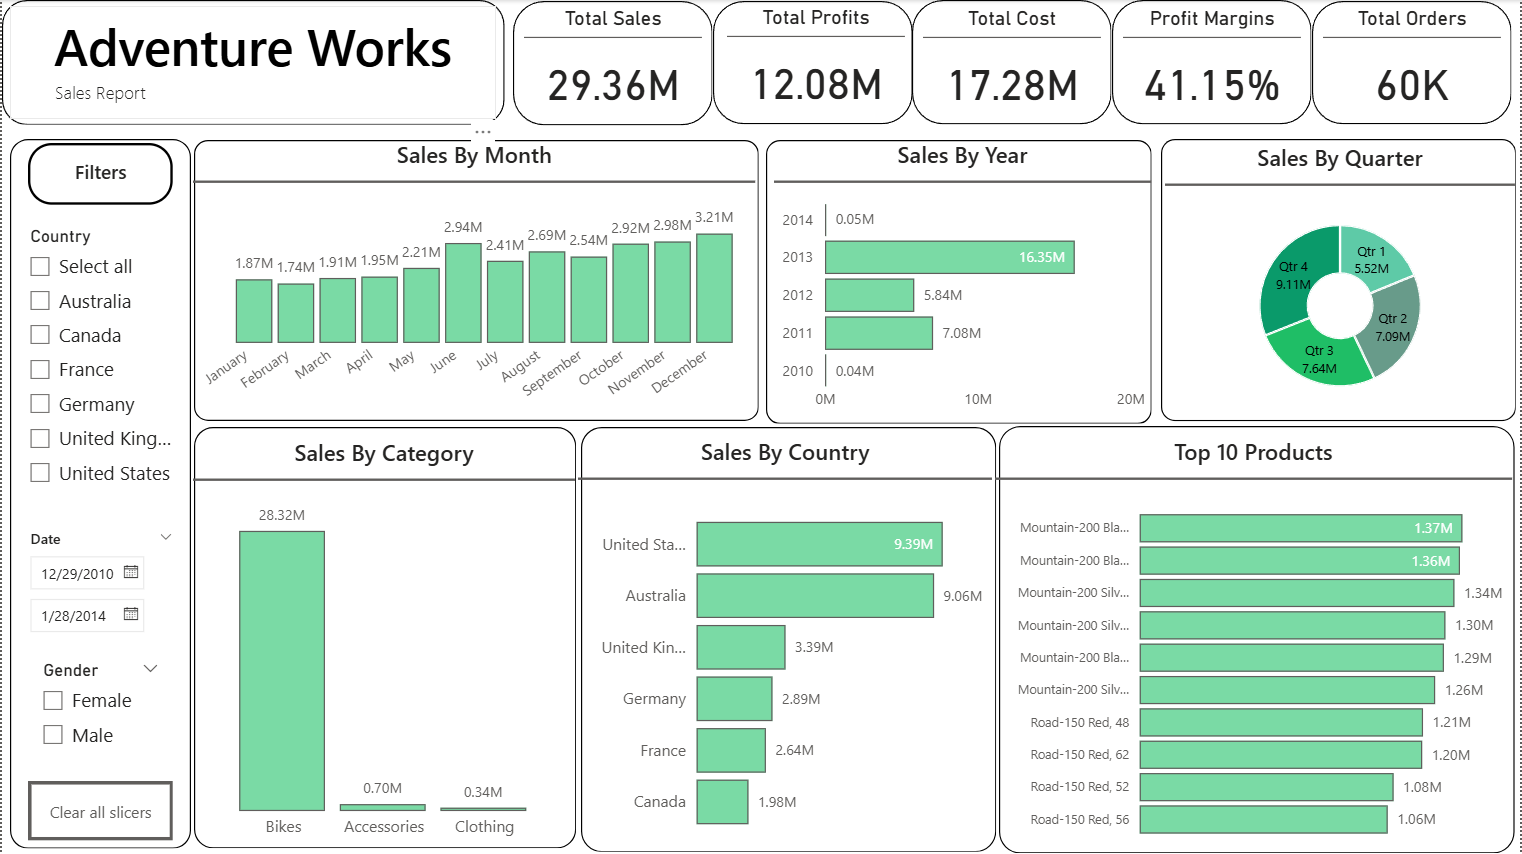 Adventure Works
Sales Report
Total Sales
29.36M
Total Profits
12.08M
Total Cost
17.28M
Profit Margins
41.15%
Total Orders
60K
Filters
Country
Select all
Australia
Canada
France
Germany
United King...
United States
Date
12/29/2010
1/28/2014
Gender
Female
Male
Clear all slicers
Sales By Month
1.87M
1.74M
1.91M
1.95M
2.21M
2.94M
2.41M
2.69M
2.54M
2.92M
2.98M
3.21M
January
February
March
April
May
June
July
August
September
October
November
December
Sales By Year
2014 0.05M
2013 16.35M
2012 5.84M
2011 7.08M
2010 0.04M
0M 10M 20M
Sales By Quarter
Qtr 1
5.52M
Qtr 2
7.09M
Qtr 3
7.64M
Qtr 4
9.11M
Sales By Category
28.32M
0.70M
0.34M
Bikes
Accessories
Clothing
Sales By Country
United Sta... 9.39M
Australia 9.06M
United Kin... 3.39M
Germany 2.89M
France 2.64M
Canada 1.98M
Top 10 Products
Mountain-200 Bla... 1.37M
Mountain-200 Bla... 1.36M
Mountain-200 Silv... 1.34M
Mountain-200 Silv... 1.30M
Mountain-200 Bla... 1.29M
Mountain-200 Silv... 1.26M
Road-150 Red, 48 1.21M
Road-150 Red, 62 1.20M
Road-150 Red, 52 1.08M
Road-150 Red, 56 1.06M